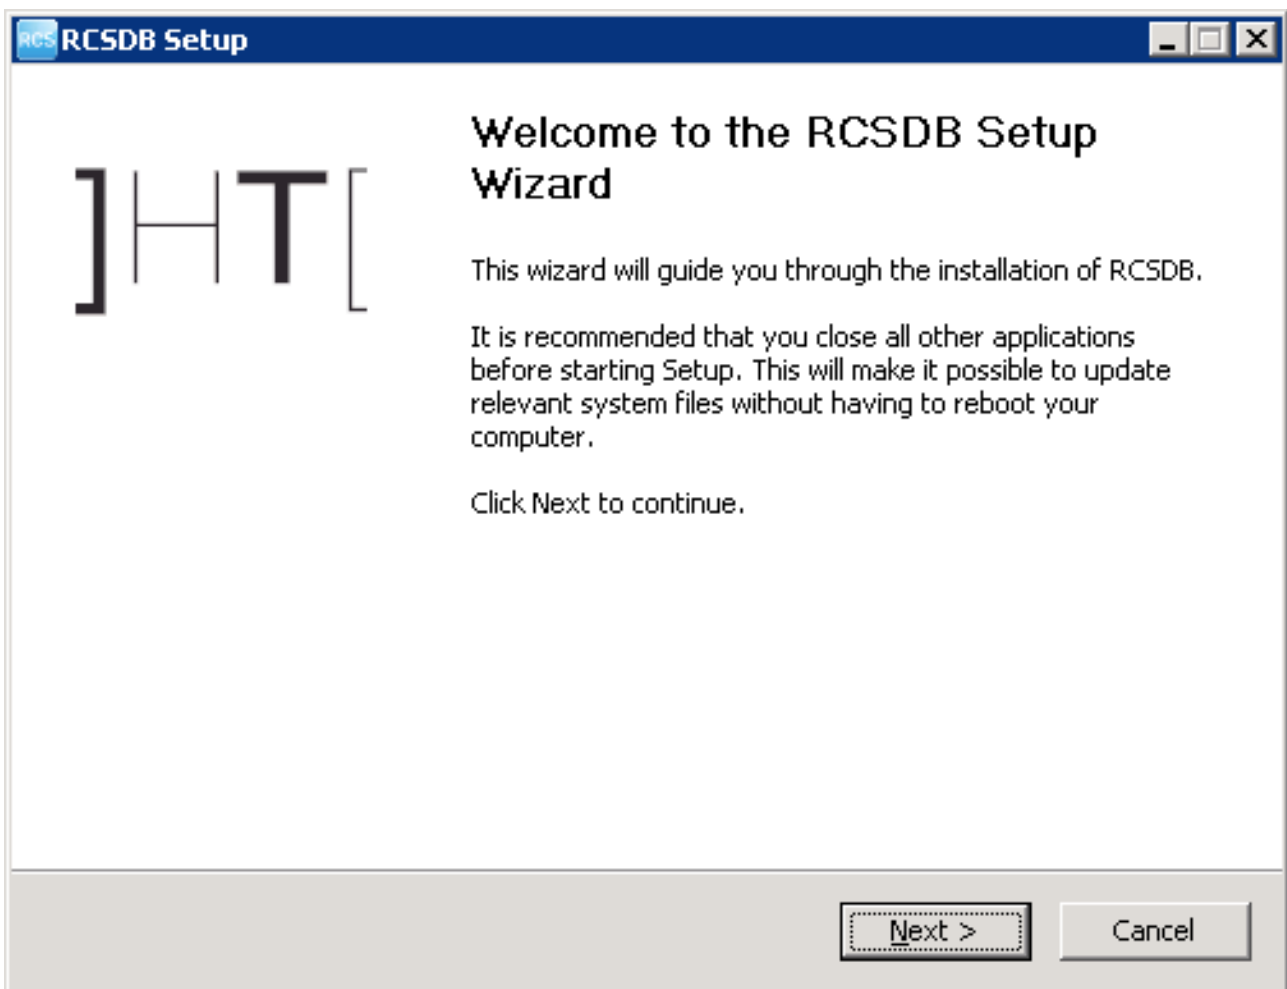 RCS RCSDB Setup
]HT[
Welcome to the RCSDB Setup
Wizard
This wizard will guide you through the installation of RCSDB.
It is recommended that you close all other applications
before starting Setup. This will make it possible to update
relevant system files without having to reboot your
computer.
Click Next to continue.
Next >
Cancel